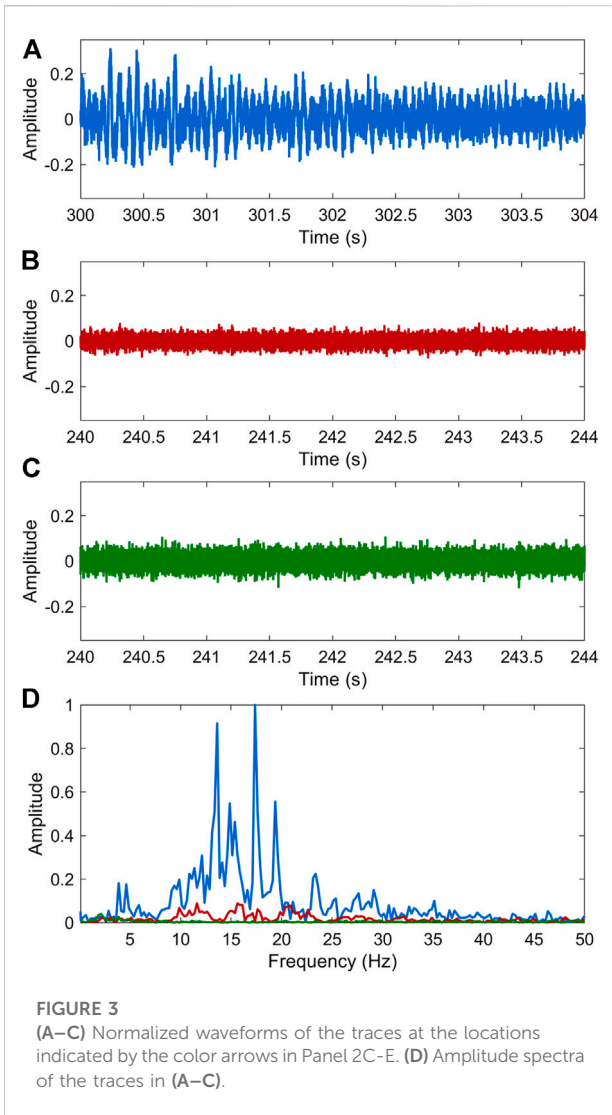 A
0.2
0
-0.2
Amplitude
300 300.5 301 301.5 302 302.5 303 303.5 304
Time (s)
B
0.2
0
-0.2
Amplitude
240 240.5 241 241.5 242 242.5 243 243.5 244
Time (s)
C
0.2
0
-0.2
Amplitude
240 240.5 241 241.5 242 242.5 243 243.5 244
Time (s)
D
1
0.8
0.6
0.4
0.2
0
Amplitude
5 10 15 20 25 30 35 40 45 50
Frequency (Hz)
FIGURE 3
(A–C) Normalized waveforms of the traces at the locations
indicated by the color arrows in Panel 2C-E. (D) Amplitude spectra
of the traces in (A–C).